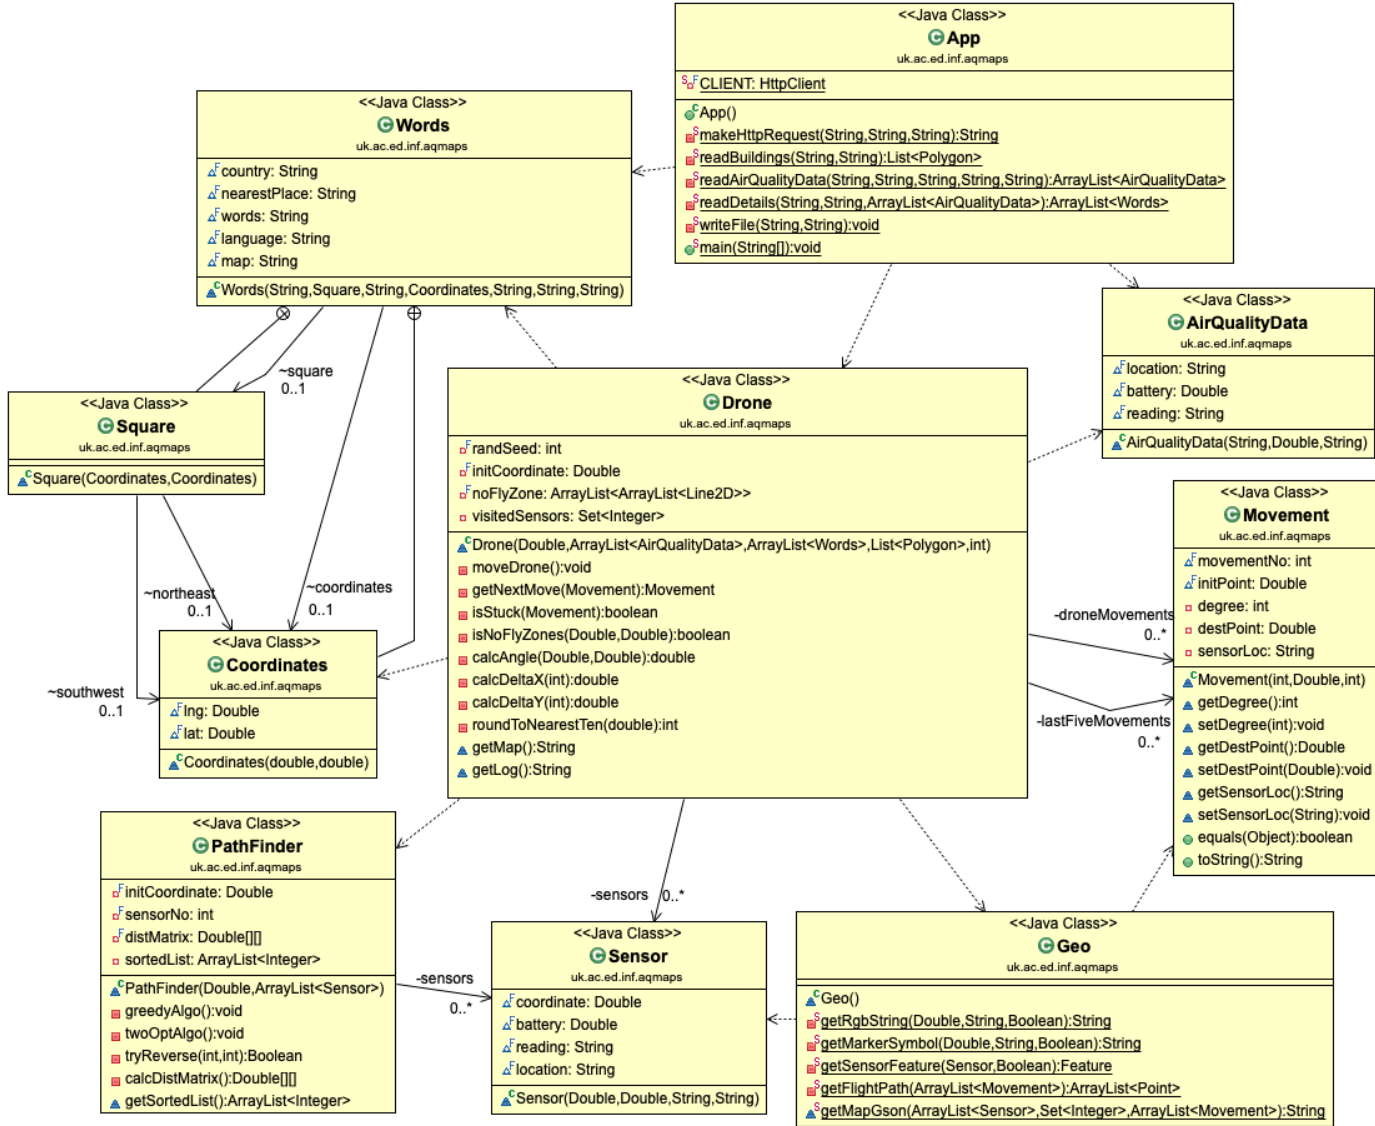 <<Java Class>>
App
uk.ac.ed.inf.aqmaps
CLIENT: HttpClient
App()
makeHttpRequest(String,String,String):String
readBuildings(String,String):List<Polygon>
readAirQualityData(String,String,String,String,String):ArrayList<AirQualityData>
readDetails(String,String,ArrayList<AirQualityData>):ArrayList<Words>
writeFile(String,String):void
main(String[]):void
<<Java Class>>
Words
uk.ac.ed.inf.aqmaps
country: String
nearestPlace: String
words: String
language: String
map: String
Words(String,Square,String,Coordinates,String,String,String)
<<Java Class>>
AirQualityData
uk.ac.ed.inf.aqmaps
location: String
battery: Double
reading: String
AirQualityData(String,Double,String)
~square
0..1
<<Java Class>>
Square
uk.ac.ed.inf.aqmaps
Square(Coordinates,Coordinates)
<<Java Class>>
Drone
uk.ac.ed.inf.aqmaps
randSeed: int
initCoordinate: Double
noFlyZone: ArrayList<ArrayList<Line2D>>
visitedSensors: Set<Integer>
Drone(Double,ArrayList<AirQualityData>,ArrayList<Words>,List<Polygon>,int)
moveDrone():void
getNextMove(Movement):Movement
isStuck(Movement):boolean
isNoFlyZones(Double,Double):boolean
calcAngle(Double,Double):double
calcDeltaX(int):double
calcDeltaY(int):double
roundToNearestTen(double):int
getMap():String
getLog():String
<<Java Class>>
Movement
uk.ac.ed.inf.aqmaps
movementNo: int
initPoint: Double
degree: int
destPoint: Double
sensorLoc: String
Movement(int,Double,int)
getDegree():int
setDegree(int):void
getDestPoint():Double
setDestPoint(Double):void
getSensorLoc():String
setSensorLoc(String):void
equals(Object):boolean
toString():String
~northeast
0..1
~coordinates
0..1
-droneMovements
0..*
~southwest
0..1
-lastFiveMovements
0..*
<<Java Class>>
Coordinates
uk.ac.ed.inf.aqmaps
lng: Double
lat: Double
Coordinates(double,double)
<<Java Class>>
PathFinder
uk.ac.ed.inf.aqmaps
initCoordinate: Double
sensorNo: int
distMatrix: Double[][]
sortedList: ArrayList<Integer>
PathFinder(Double,ArrayList<Sensor>)
greedyAlgo():void
twoOptAlgo():void
tryReverse(int,int):Boolean
calcDistMatrix():Double[][]
getSortedList():ArrayList<Integer>
-sensors
0..*
-sensors
0..*
<<Java Class>>
Sensor
uk.ac.ed.inf.aqmaps
coordinate: Double
battery: Double
reading: String
location: String
Sensor(Double,Double,String,String)
<<Java Class>>
Geo
uk.ac.ed.inf.aqmaps
Geo()
getRgbString(Double,String,Boolean):String
getMarkerSymbol(Double,String,Boolean):String
getSensorFeature(Sensor,Boolean):Feature
getFlightPath(ArrayList<Movement>):ArrayList<Point>
getMapGson(ArrayList<Sensor>,Set<Integer>,ArrayList<Movement>):String